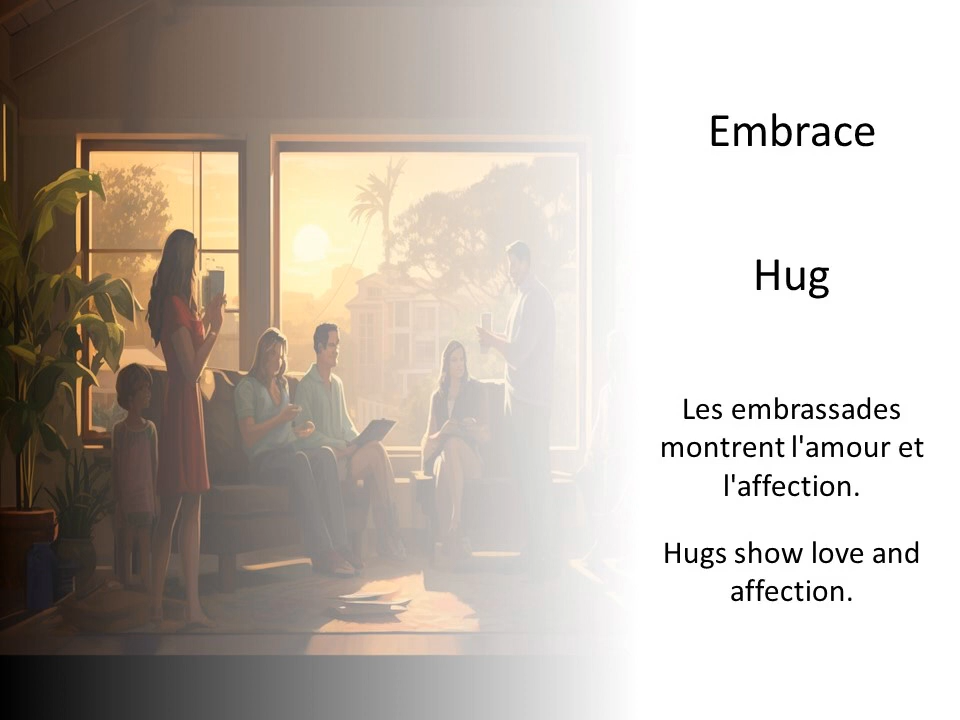 Embrace
Hug
Les embrassades
montrent l'amour et
l'affection.
Hugs show love and
affection.